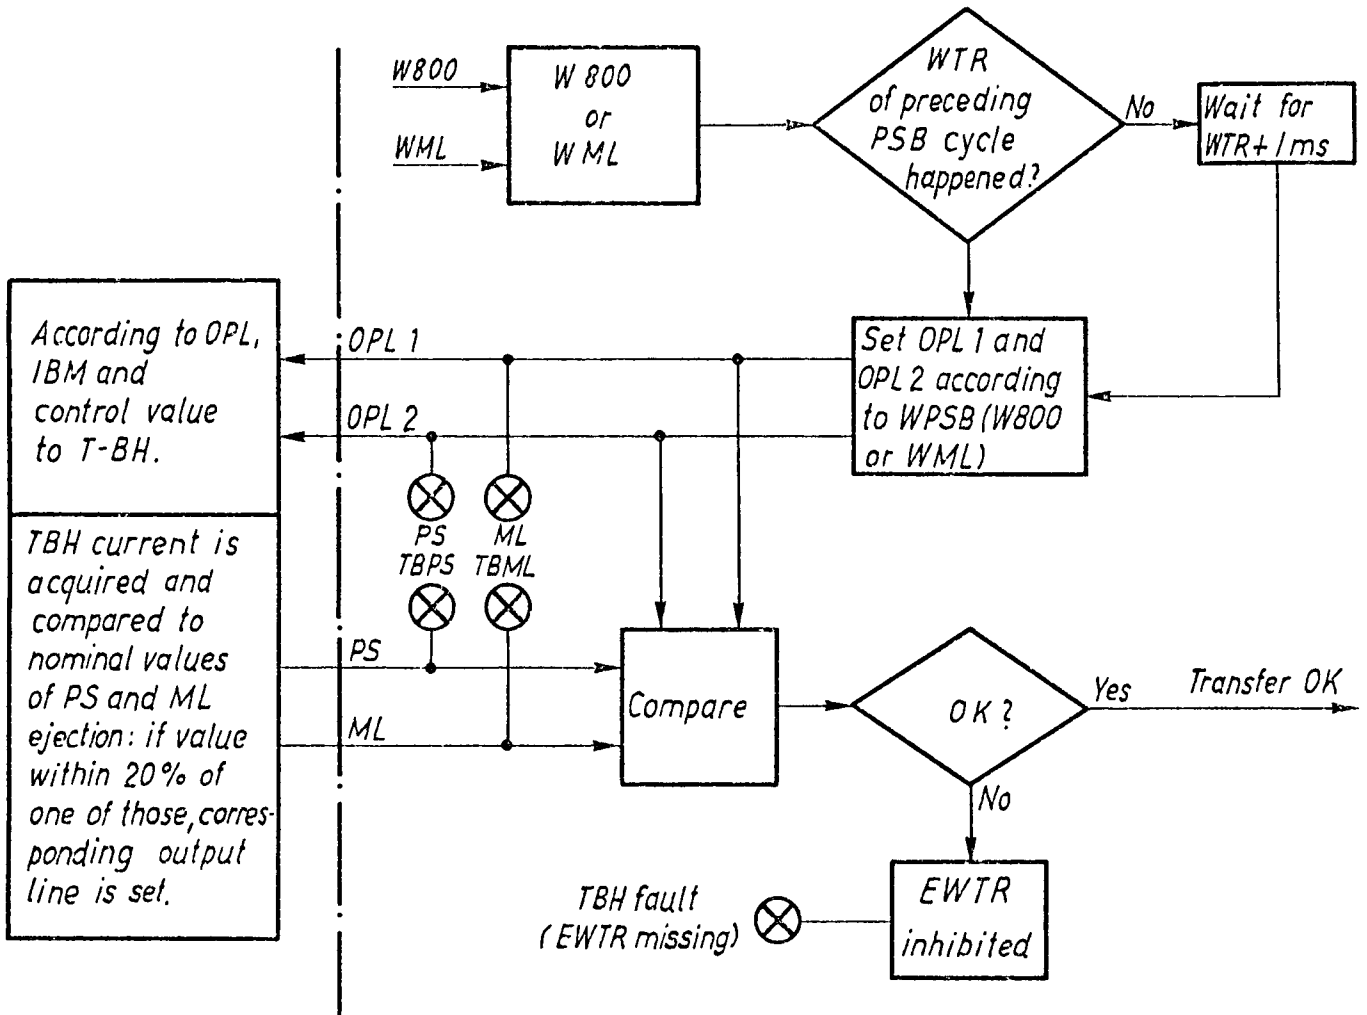 W800
WML
W 800
or
WML
WTR
of preceding
PSB cycle
happened?
No
Wait for
WTR+1ms
According to OPL,
IBM and
control value
to T-BH.
OPL 1
OPL 2
Set OPL 1 and
OPL 2 according
to WPSB (W800
or WML)
PS
TBPS
ML
TBML
TBH current is
acquired and
compared to
nominal values
of PS and ML
ejection: if value
within 20% of
one of those, corres-
ponding output
line is set.
PS
ML
Compare
OK?
Yes
Transfer OK
No
EWTR
inhibited
TBH fault
(EWTR missing)